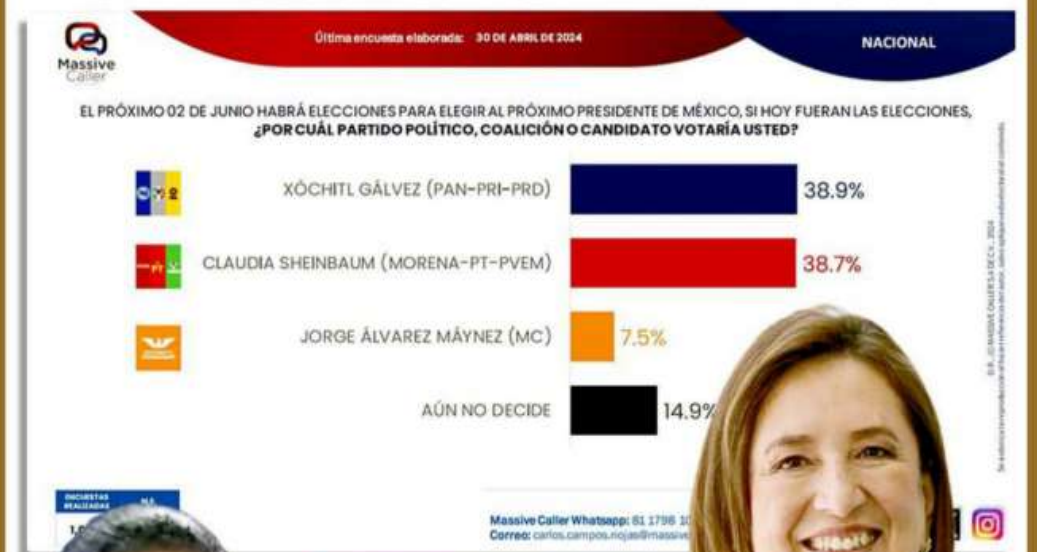 Massive
Caller
Última encuesta elaborada: 30 DE ABRIL DE 2024
NACIONAL
EL PRÓXIMO 02 DE JUNIO HABRÁ ELECCIONES PARA ELEGIR AL PRÓXIMO PRESIDENTE DE MÉXICO, SI HOY FUERAN LAS ELECCIONES,
¿POR CUÁL PARTIDO POLÍTICO, COALICIÓN O CANDIDATO VOTARÍA USTED?
XÓCHITL GÁLVEZ (PAN-PRI-PRD) 38.9%
CLAUDIA SHEINBAUM (MORENA-PT-PVEM) 38.7%
JORGE ÁLVAREZ MÁYNEZ (MC) 7.5%
AÚN NO DECIDE 14.9%
ENCUESTAS
REALIZADAS
Massive Caller Whatsapp: 81 1798 10
Correo: carlos.campos.riojas@massive